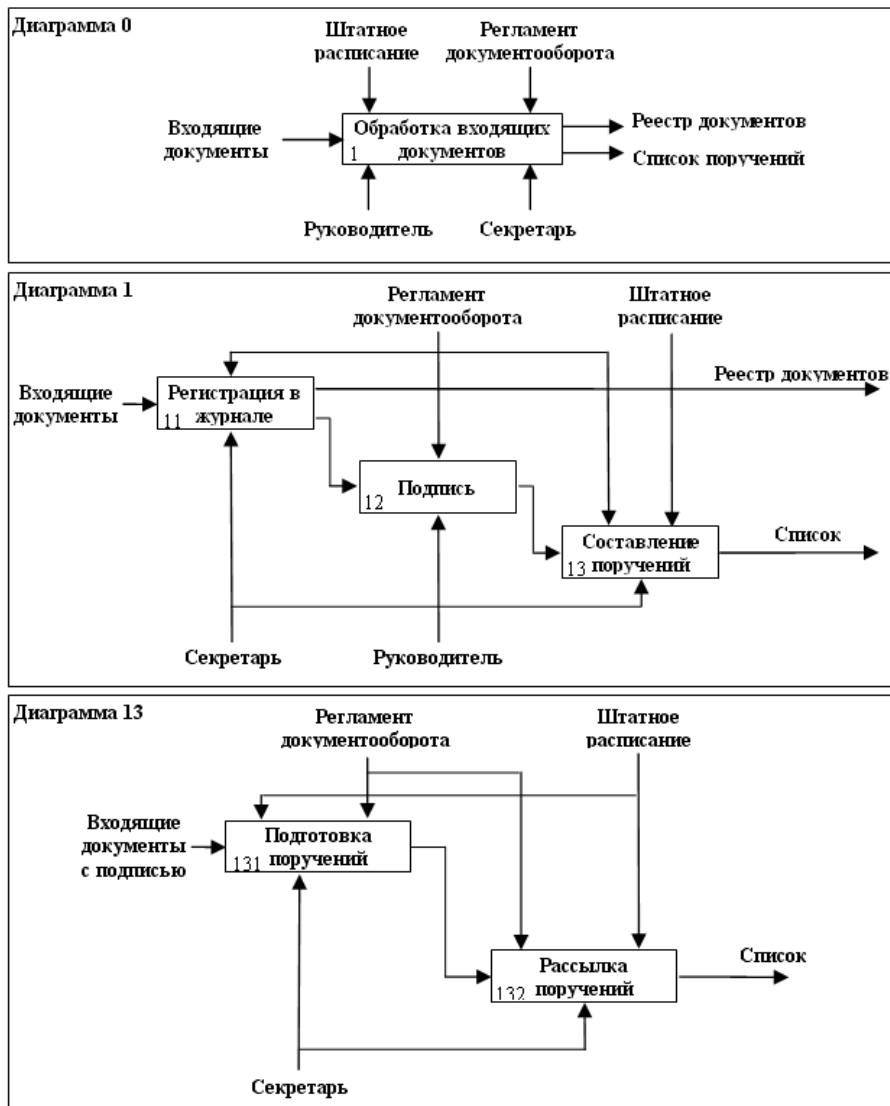 Диаграмма 0
Штатное
расписание
Регламент
документооборота
Входящие
документы
Обработка входящих
документов
1
Реестр документов
Список поручений
Руководитель
Секретарь
Диаграмма 1
Регламент
документооборота
Штатное
расписание
Входящие
документы
Регистрация в
журнале
11
Реестр документов
Подпись
12
Составление
поручений
13
Список
Секретарь
Руководитель
Диаграмма 13
Регламент
документооборота
Штатное
расписание
Входящие
документы
с подписью
Подготовка
поручений
131
Рассылка
поручений
132
Список
Секретарь